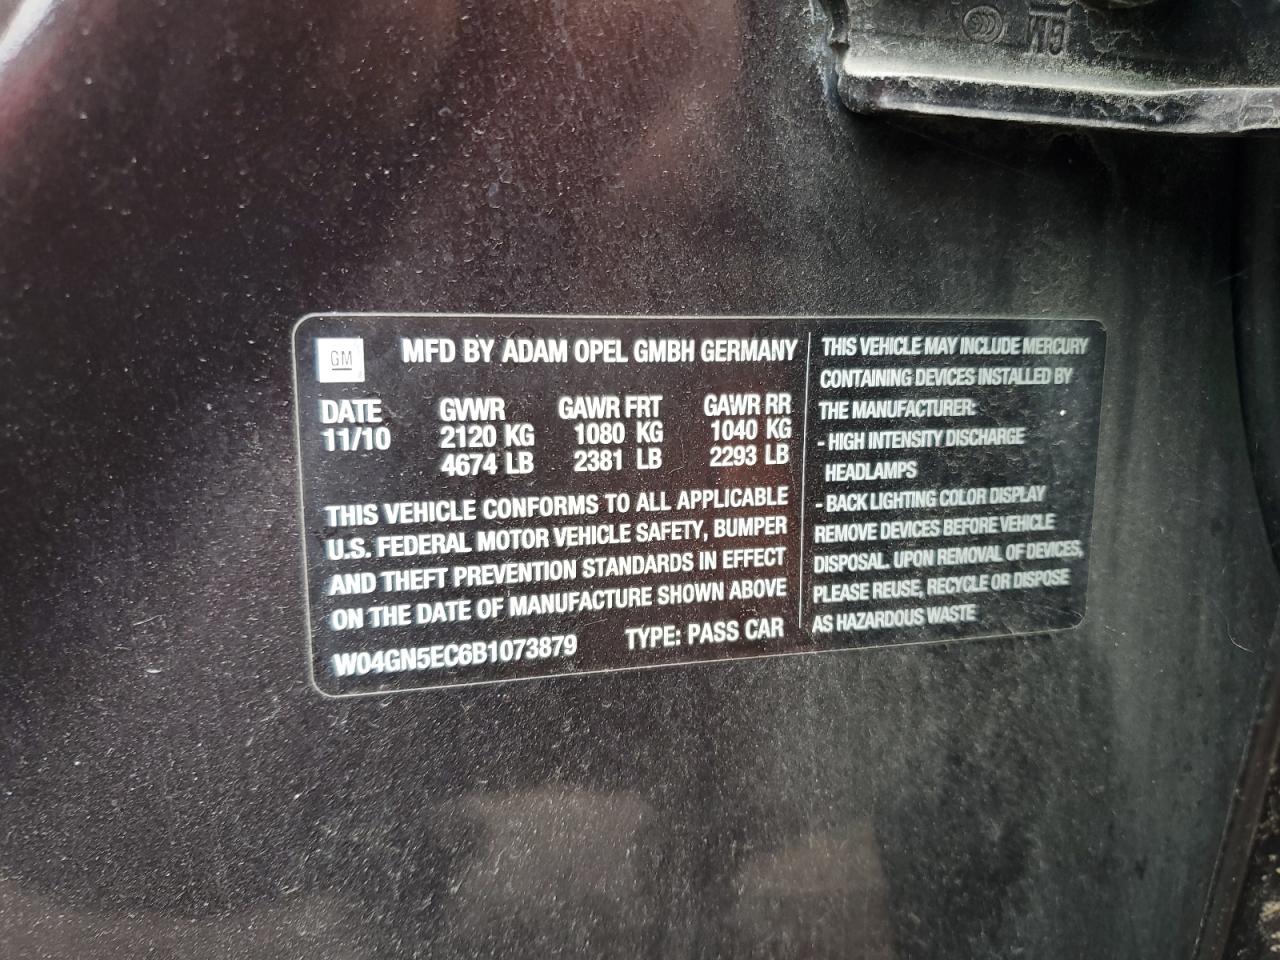 GM
GM
MFD BY ADAM OPEL GMBH GERMANY
DATE GVWR GAWR FRT GAWR RR
11/10 2120 KG 1080 KG 1040 KG
4674 LB 2381 LB 2293 LB
THIS VEHICLE CONFORMS TO ALL APPLICABLE
U.S. FEDERAL MOTOR VEHICLE SAFETY, BUMPER
AND THEFT PREVENTION STANDARDS IN EFFECT
ON THE DATE OF MANUFACTURE SHOWN ABOVE
W04GN5EC6B1073879 TYPE: PASS CAR
THIS VEHICLE MAY INCLUDE MERCURY
CONTAINING DEVICES INSTALLED BY
THE MANUFACTURER:
- HIGH INTENSITY DISCHARGE
HEADLAMPS
- BACK LIGHTING COLOR DISPLAY
REMOVE DEVICES BEFORE VEHICLE
DISPOSAL. UPON REMOVAL OF DEVICES,
PLEASE REUSE, RECYCLE OR DISPOSE
AS HAZARDOUS WASTE